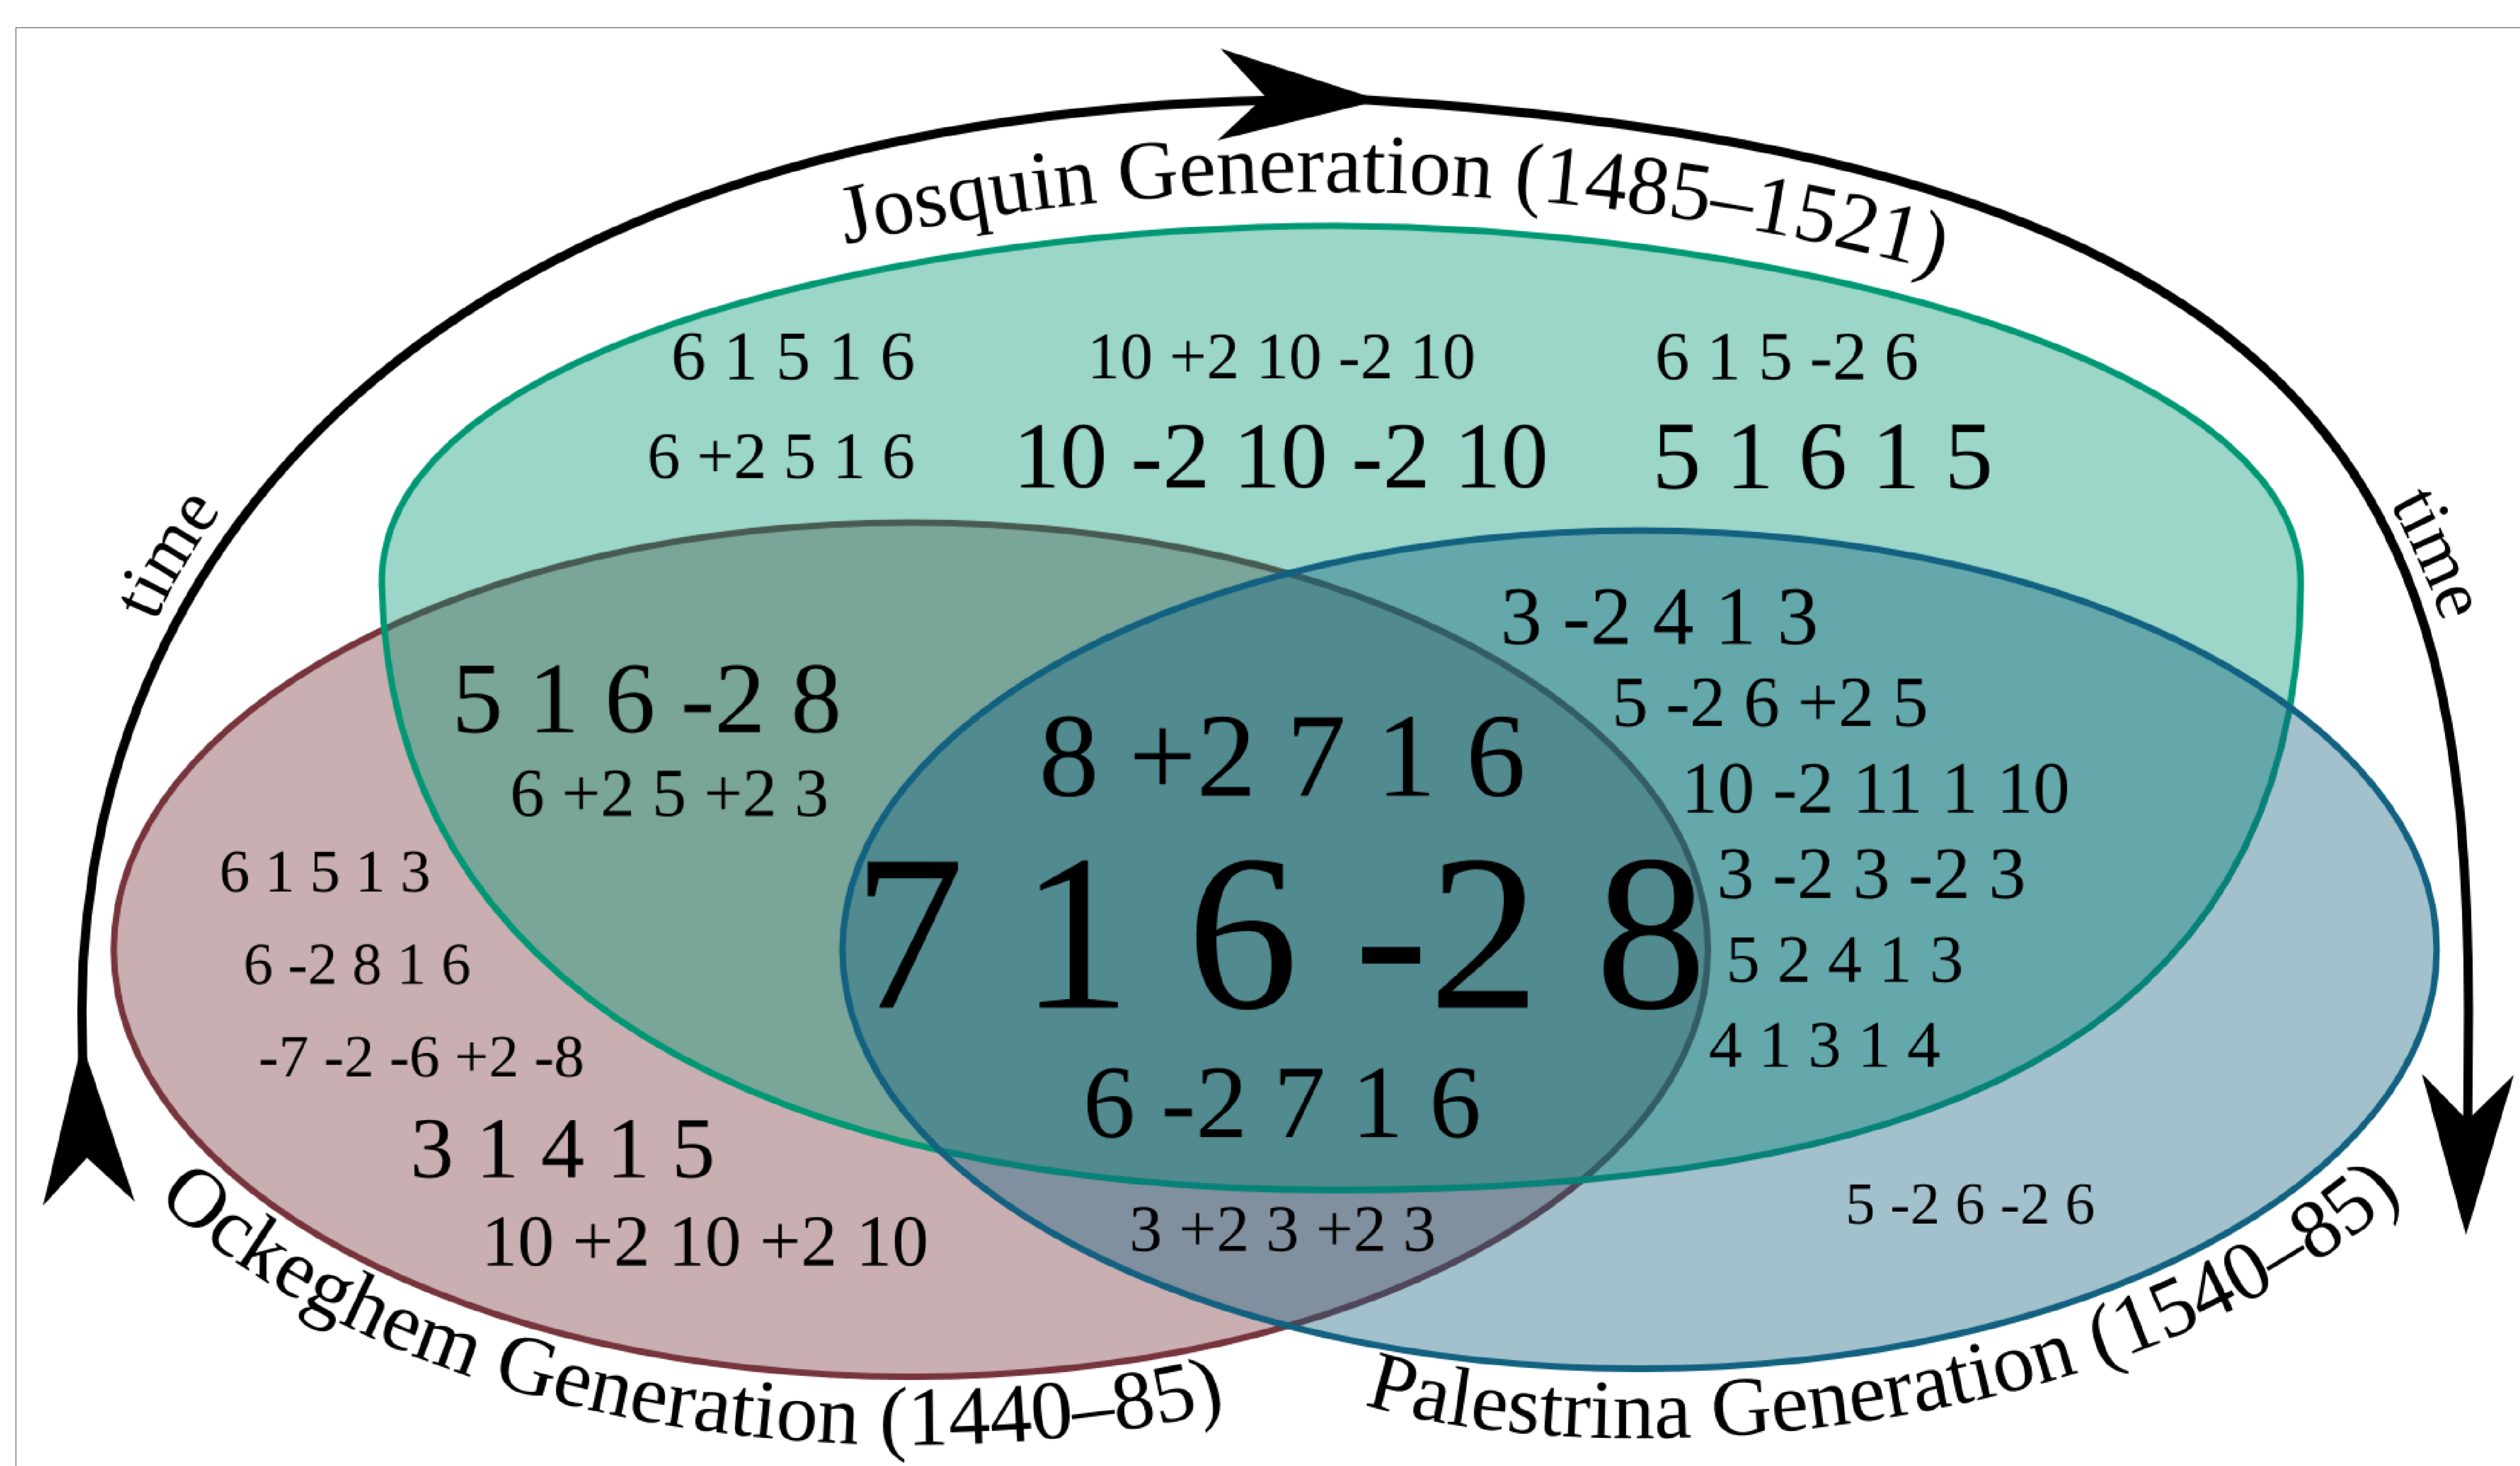 Josquin Generation (1485–1521)
time
time
6 1 5 1 6
10 +2 10 -2 10
6 1 5 -2 6
6 +2 5 1 6
10 -2 10 -2 10
5 1 6 1 5
3 -2 4 1 3
5 1 6 -2 8
5 -2 6 +2 5
8 +2 7 1 6
6 +2 5 +2 3
10 -2 11 1 10
6 1 5 1 3
3 -2 3 -2 3
7 1 6 -2 8
6 -2 8 1 6
5 2 4 1 3
-7 -2 -6 +2 -8
4 1 3 1 4
6 -2 7 1 6
3 1 4 1 5
10 +2 10 +2 10
3 +2 3 +2 3
5 -2 6 -2 6
Ockeghem Generation (1440–85)
Palestrina Generation (1540–85)